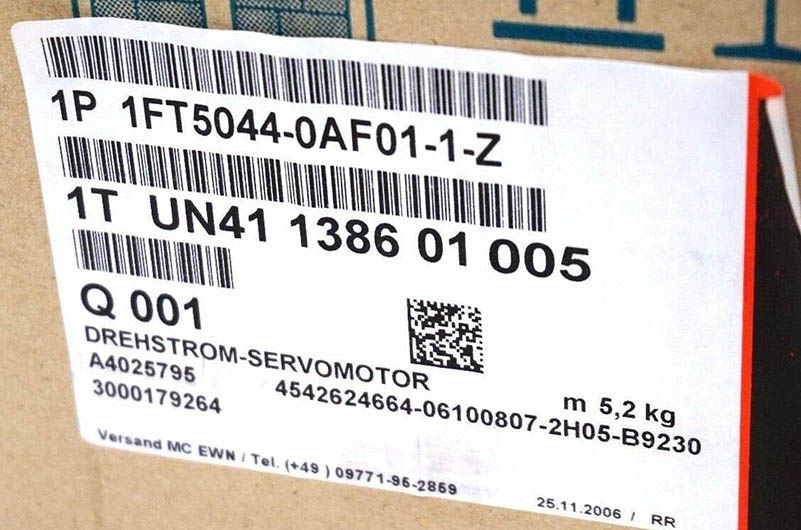 1P 1FT5044-0AF01-1-Z
1T UN41 1386 01 005
Q 001
DREHSTROM-SERVOMOTOR
A4025795
m 5,2 kg
3000179264
4542624664-06100807-2H05-B9230
Versand MC EWN / Tel. (+49 ) 09771-95-2859
25.11.2006 / RR